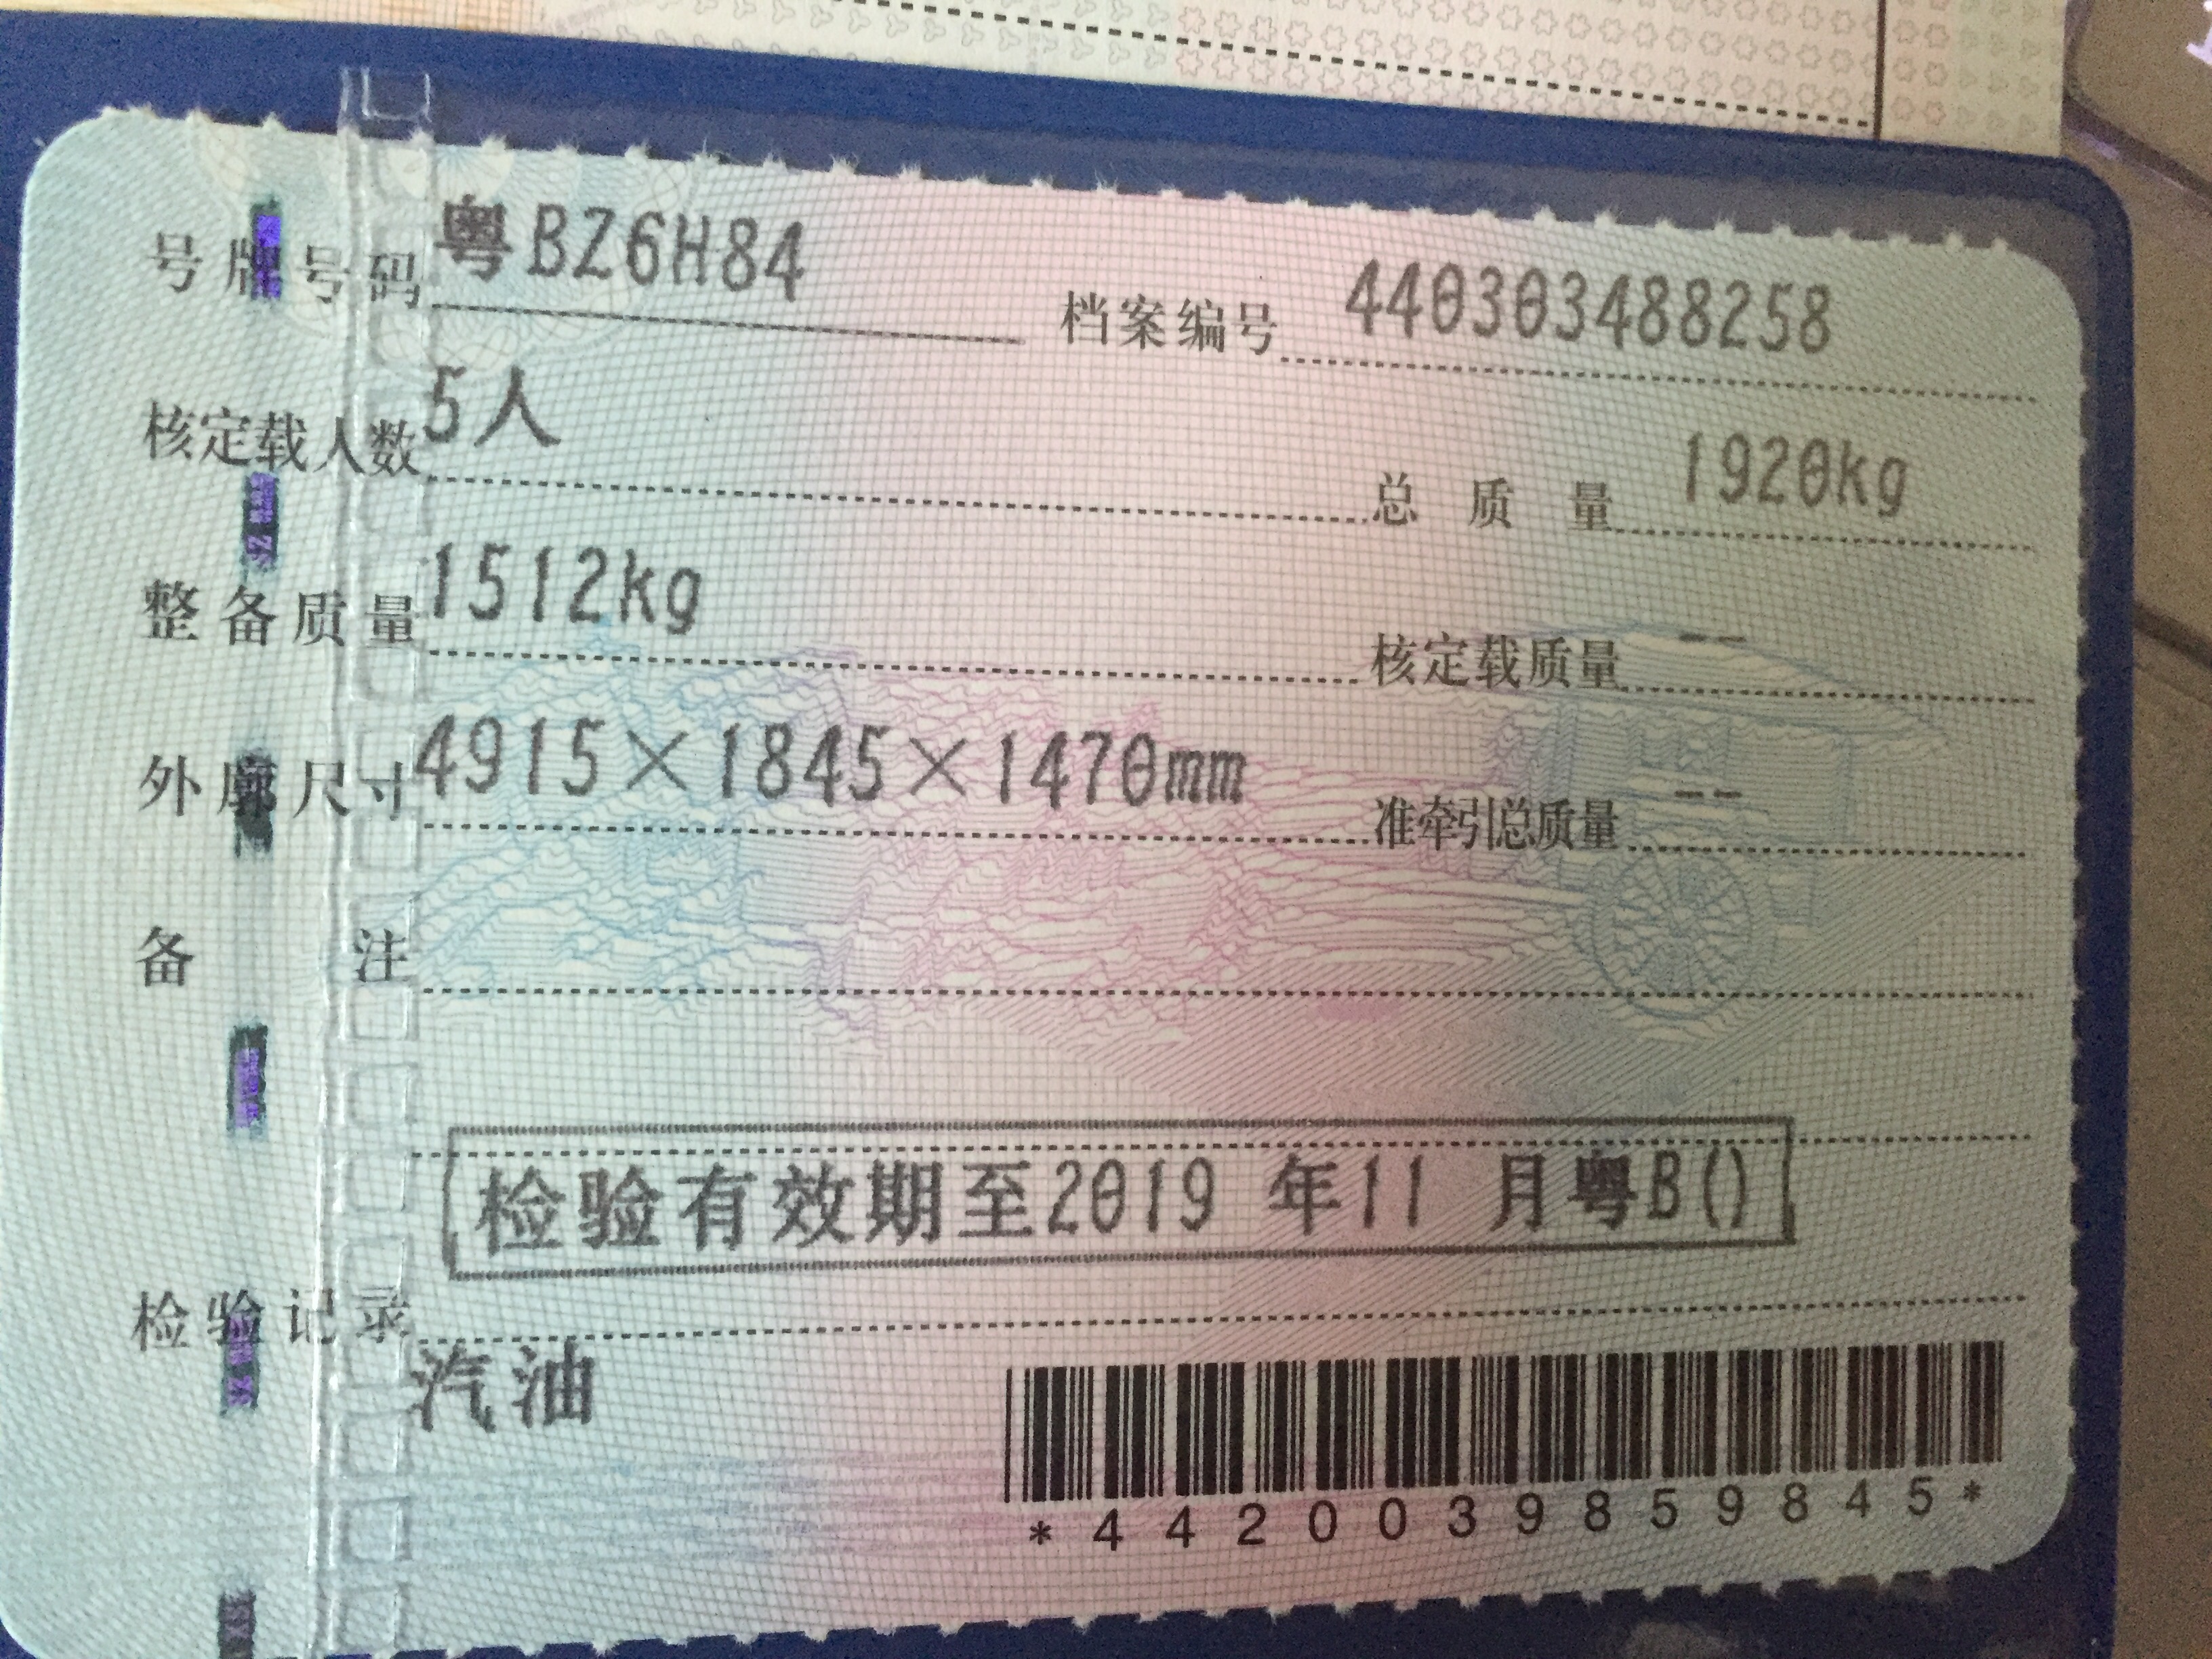 号牌号码 粤BZ6H84 档案编号 440303488258
核定载人数 5人 总质量 1920kg
整备质量 1512kg 核定载质量 --
外廓尺寸 4915×1845×1470mm 准牵引总质量 --
备注
检验有效期至2019 年11 月粤B()
检验记录
汽油
*4420039859845*